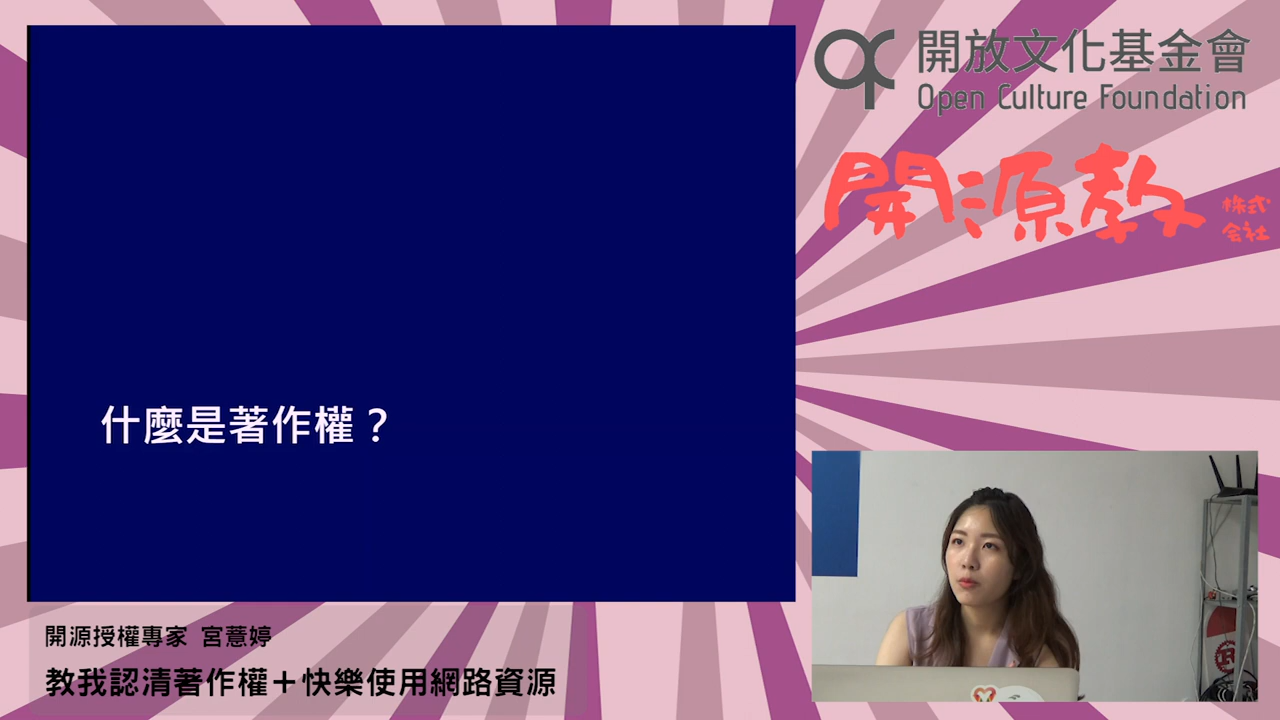 什麼是著作權？
開放文化基金會
Open Culture Foundation
開源教
株式
会社
開源授權專家 宮薏婷
教我認清著作權＋快樂使用網路資源